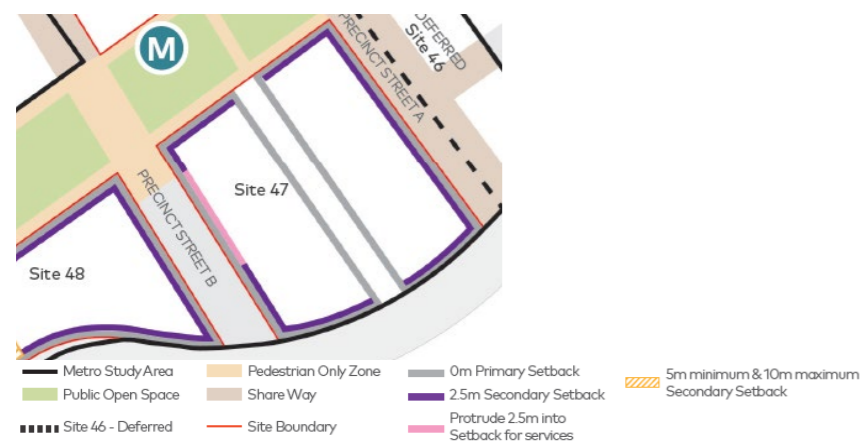 M
PRECINCT STREET A
DEFERRED
Site 46
Site 47
PRECINCT STREET B
Site 48
Metro Study Area
Pedestrian Only Zone
0m Primary Setback
5m minimum & 10m maximum
Secondary Setback
Public Open Space
Share Way
2.5m Secondary Setback
Site 46 - Deferred
Site Boundary
Protrude 2.5m into
Setback for services